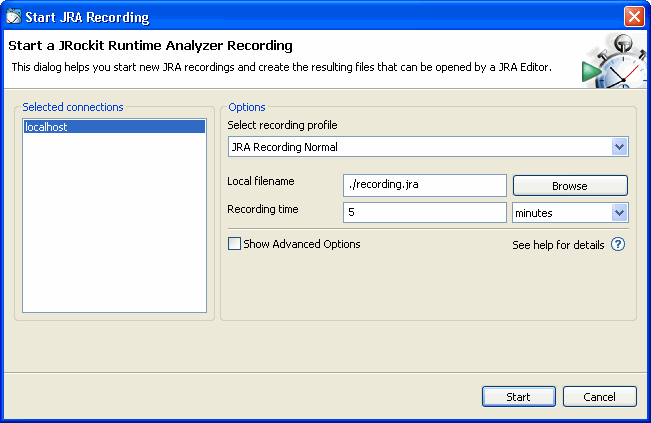 Start JRA Recording
Start a JRockit Runtime Analyzer Recording
This dialog helps you start new JRA recordings and create the resulting files that can be opened by a JRA Editor.
Selected connections
localhost
Options
Select recording profile
JRA Recording Normal
Local filename ./recording.jra Browse
Recording time 5 minutes
Show Advanced Options See help for details ?
Start Cancel